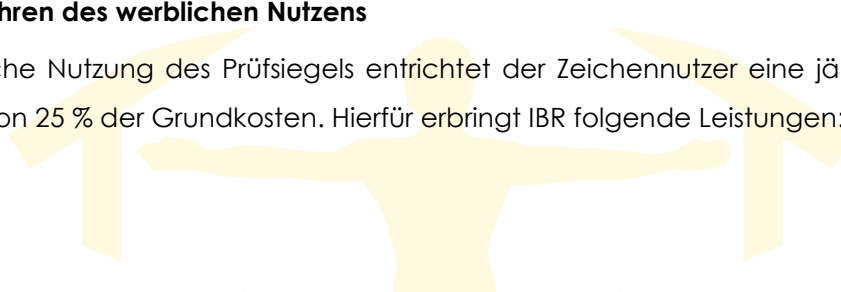 hren des werblichen Nutzens
che Nutzung des Prüfsiegels entrichtet der Zeichennutzer eine jä
on 25 % der Grundkosten. Hierfür erbringt IBR folgende Leistungen: